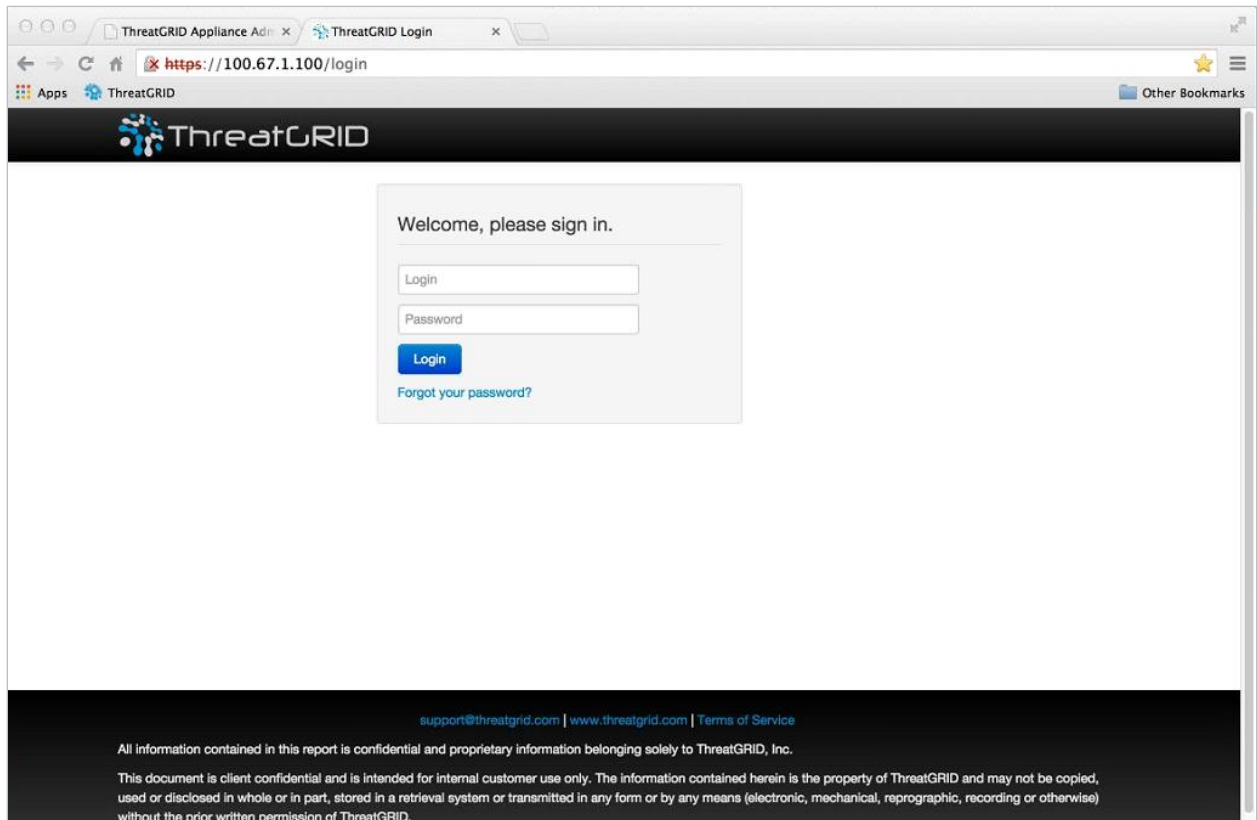 ThreatGRID Appliance Adm
ThreatGRID Login
https://100.67.1.100/login
Apps ThreatGRID Other Bookmarks
ThreatGRID
Welcome, please sign in.
Login
Password
Login
Forgot your password?
support@threatgrid.com | www.threatgrid.com | Terms of Service
All information contained in this report is confidential and proprietary information belonging solely to ThreatGRID, Inc.
This document is client confidential and is intended for internal customer use only. The information contained herein is the property of ThreatGRID and may not be copied,
used or disclosed in whole or in part, stored in a retrieval system or transmitted in any form or by any means (electronic, mechanical, reprographic, recording or otherwise)
without the prior written permission of ThreatGRID.